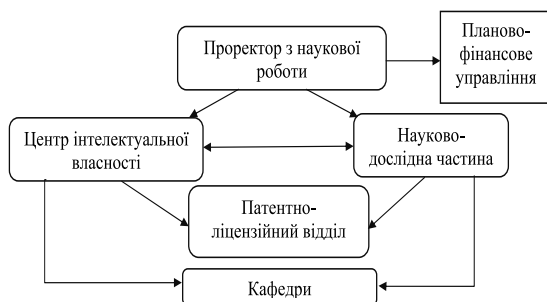 Проректор з наукової
роботи
Планово-
фінансове
управління
Центр інтелектуальної
власності
Науково-
дослідна частина
Патентно-
ліцензійний відділ
Кафедри